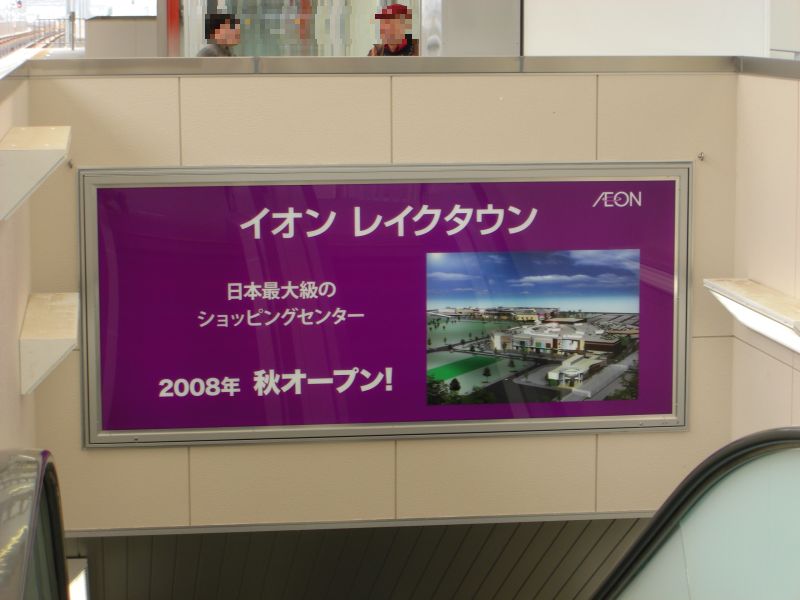 ÆON
イオン レイクタウン
日本最大級の
ショッピングセンター
2008年 秋オープン!